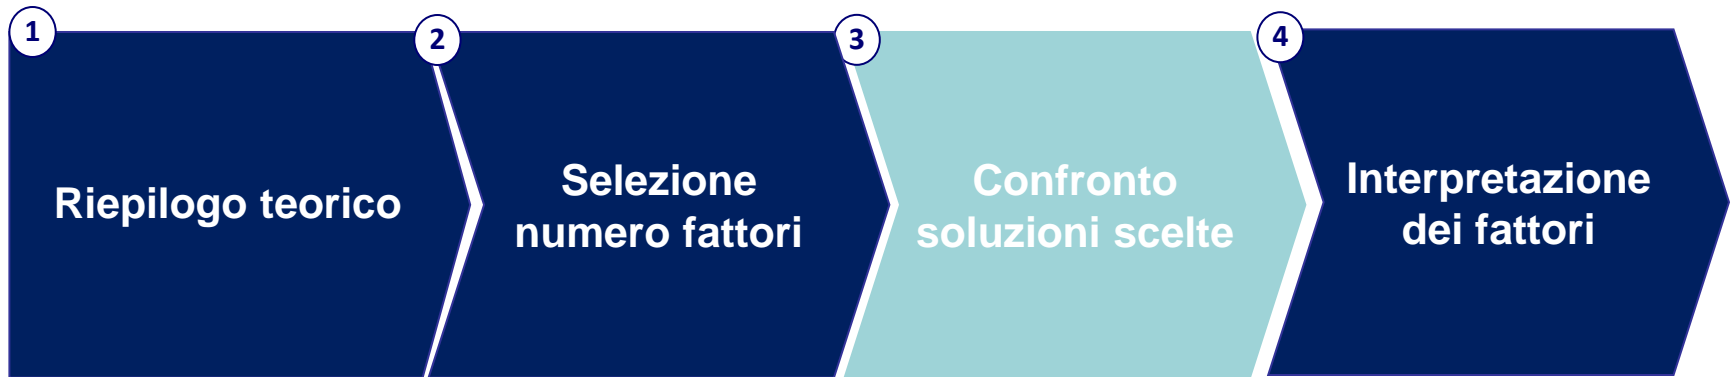 1
Riepilogo teorico
2
Selezione
numero fattori
3
Confronto
soluzioni scelte
4
Interpretazione
dei fattori